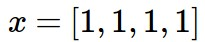 x = [1, 1, 1, 1]